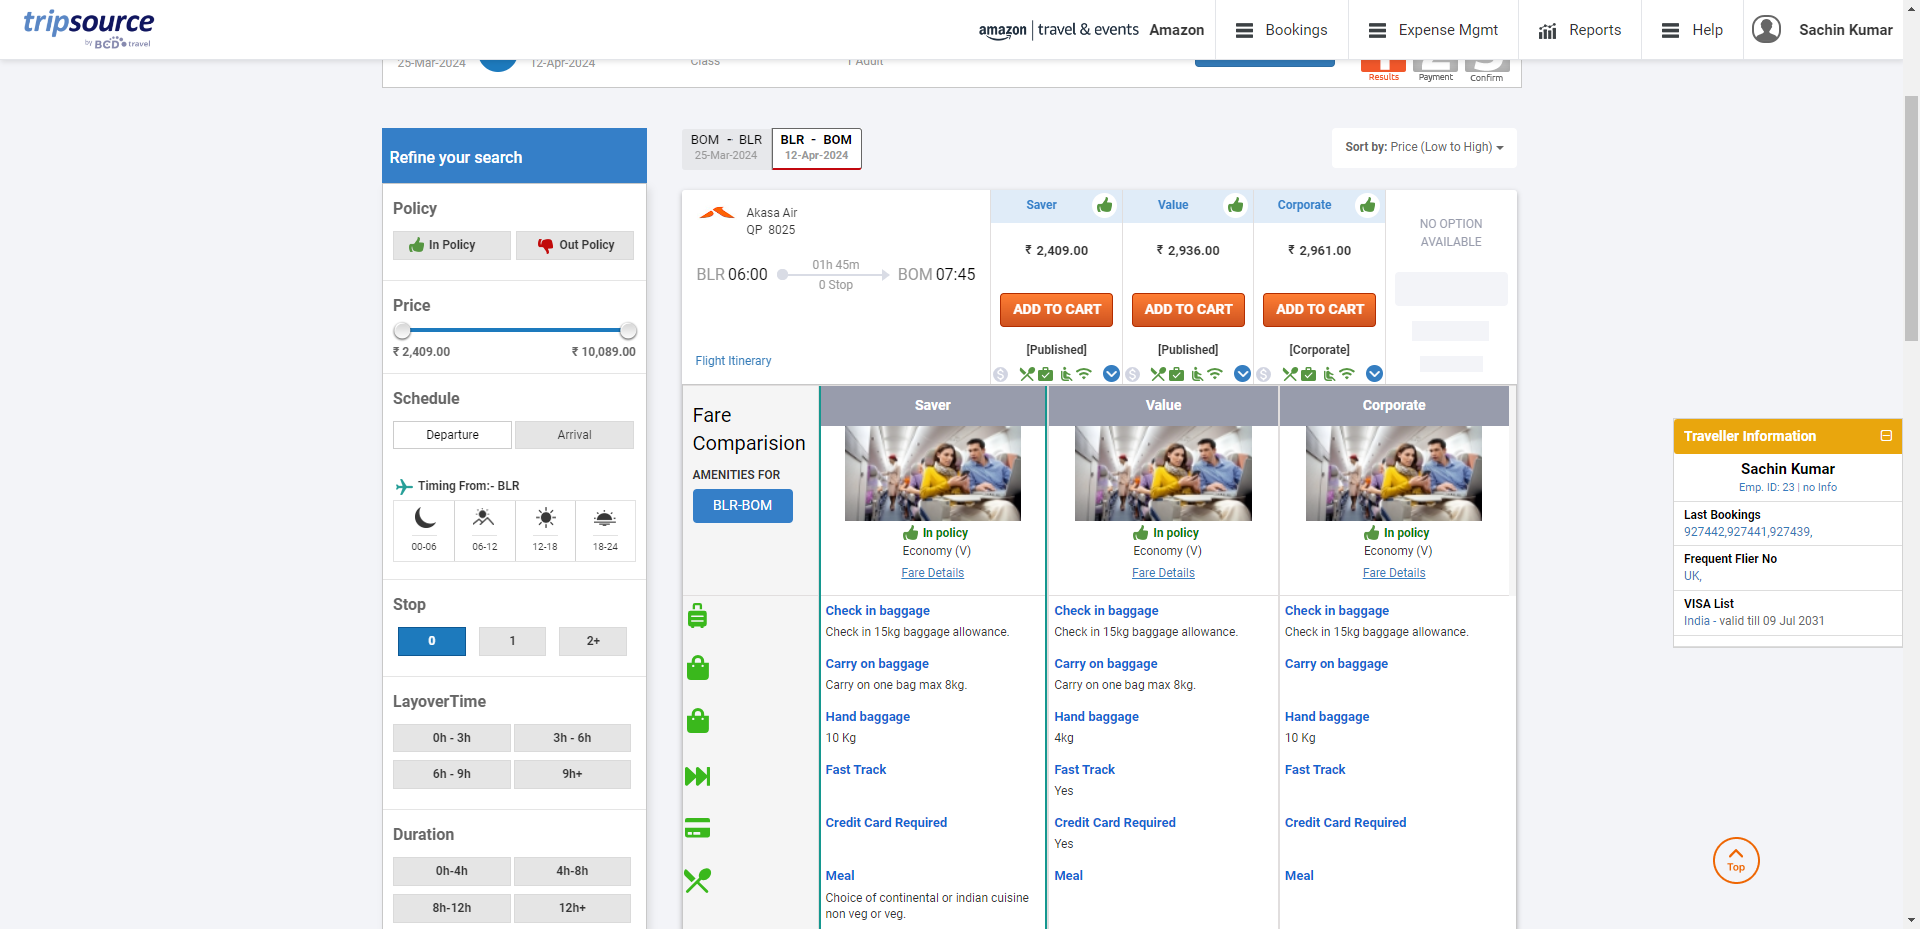 tripsource
by BCD travel
amazon | travel & events Amazon
Bookings
Expense Mgmt
Reports
Help
Sachin Kumar
25-Mar-2024
12-Apr-2024
Class
1 Adult
Results
Payment
Confirm
Refine your search
Policy
In Policy
Out Policy
Price
₹ 2,409.00
₹ 10,089.00
Schedule
Departure
Arrival
Timing From:- BLR
00-06
06-12
12-18
18-24
Stop
0
1
2+
LayoverTime
0h - 3h
3h - 6h
6h - 9h
9h+
Duration
0h-4h
4h-8h
8h-12h
12h+
BOM - BLR
25-Mar-2024
BLR - BOM
12-Apr-2024
Sort by: Price (Low to High)
Akasa Air
QP 8025
BLR 06:00
01h 45m
0 Stop
BOM 07:45
Flight Itinerary
Saver
₹ 2,409.00
ADD TO CART
[Published]
Value
₹ 2,936.00
ADD TO CART
[Published]
Corporate
₹ 2,961.00
ADD TO CART
[Corporate]
NO OPTION
AVAILABLE
Fare
Comparision
AMENITIES FOR
BLR-BOM
Saver
In policy
Economy (V)
Fare Details
Check in baggage
Check in 15kg baggage allowance.
Carry on baggage
Carry on one bag max 8kg.
Hand baggage
10 Kg
Fast Track
Credit Card Required
Meal
Choice of continental or indian cuisine
non veg or veg.
Value
In policy
Economy (V)
Fare Details
Check in baggage
Check in 15kg baggage allowance.
Carry on baggage
Carry on one bag max 8kg.
Hand baggage
4kg
Fast Track
Yes
Credit Card Required
Yes
Meal
Corporate
In policy
Economy (V)
Fare Details
Check in baggage
Check in 15kg baggage allowance.
Carry on baggage
Hand baggage
10 Kg
Fast Track
Credit Card Required
Meal
Traveller Information
Sachin Kumar
Emp. ID: 23 | no Info
Last Bookings
927442,927441,927439,
Frequent Flier No
UK,
VISA List
India - valid till 09 Jul 2031
Top